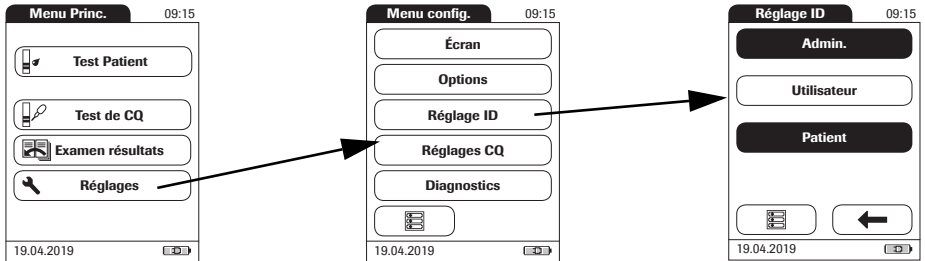 Menu Princ. 09:15
Test Patient
Test de CQ
Examen résultats
Réglages
19.04.2019
Menu config. 09:15
Écran
Options
Réglage ID
Réglages CQ
Diagnostics
19.04.2019
Réglage ID 09:15
Admin.
Utilisateur
Patient
19.04.2019